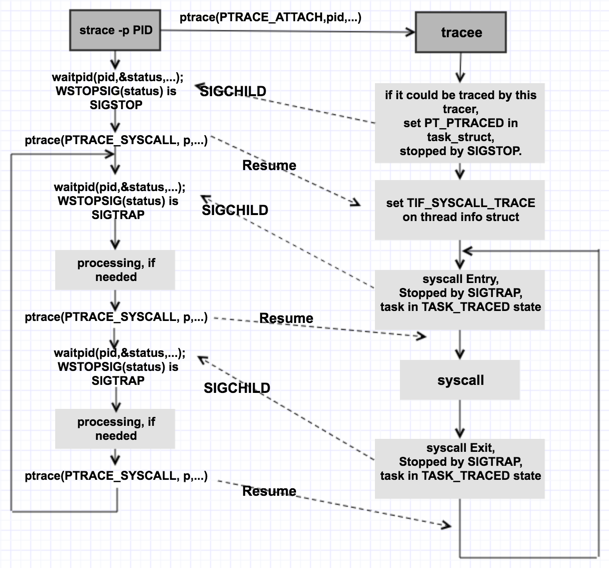 strace -p PID
ptrace(PTRACE_ATTACH,pid,...)
tracee
waitpid(pid,&status,...);
WSTOPSIG(status) is
SIGSTOP
SIGCHILD
if it could be traced by this
tracer,
set PT_PTRACED in
task_struct,
stopped by SIGSTOP.
ptrace(PTRACE_SYSCALL, p,...)
Resume
waitpid(pid,&status,...);
WSTOPSIG(status) is
SIGTRAP
SIGCHILD
set TIF_SYSCALL_TRACE
on thread info struct
processing, if
needed
syscall Entry,
Stopped by SIGTRAP,
task in TASK_TRACED state
ptrace(PTRACE_SYSCALL, p,...)
Resume
waitpid(pid,&status,...);
WSTOPSIG(status) is
SIGTRAP
SIGCHILD
syscall
processing, if
needed
syscall Exit,
Stopped by SIGTRAP,
task in TASK_TRACED state
ptrace(PTRACE_SYSCALL, p,...)
Resume